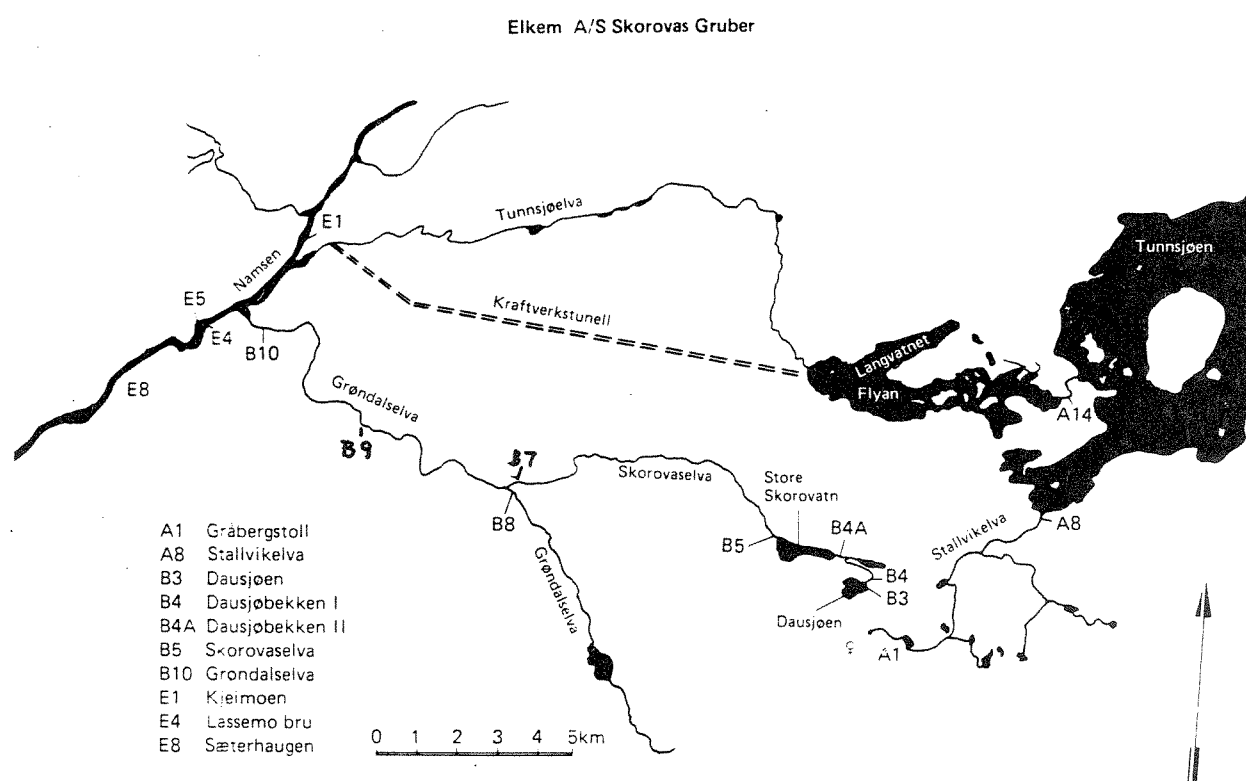 Elkem A/S Skorovas Gruber
E1
Tunnsjøelva
Tunnsjøen
Namsen
E5
E4
Kraftverkstunell
B10
Langvatnet
E8
Flyan
Grøndalselva
A14
B9
B7
Skorovaselva
Store
Skorovatn
B8
B5
B4A
A8
Stallvikelva
B4
B3
Grøndalselva
Dausjøen
A1
A1 Gråbergstoll
A8 Stallvikelva
B3 Dausjøen
B4 Dausjøbekken I
B4A Dausjøbekken II
B5 Skorovaselva
B10 Grondalselva
E1 Kjeimoen
E4 Lassemo bru
E8 Sæterhaugen
0 1 2 3 4 5km